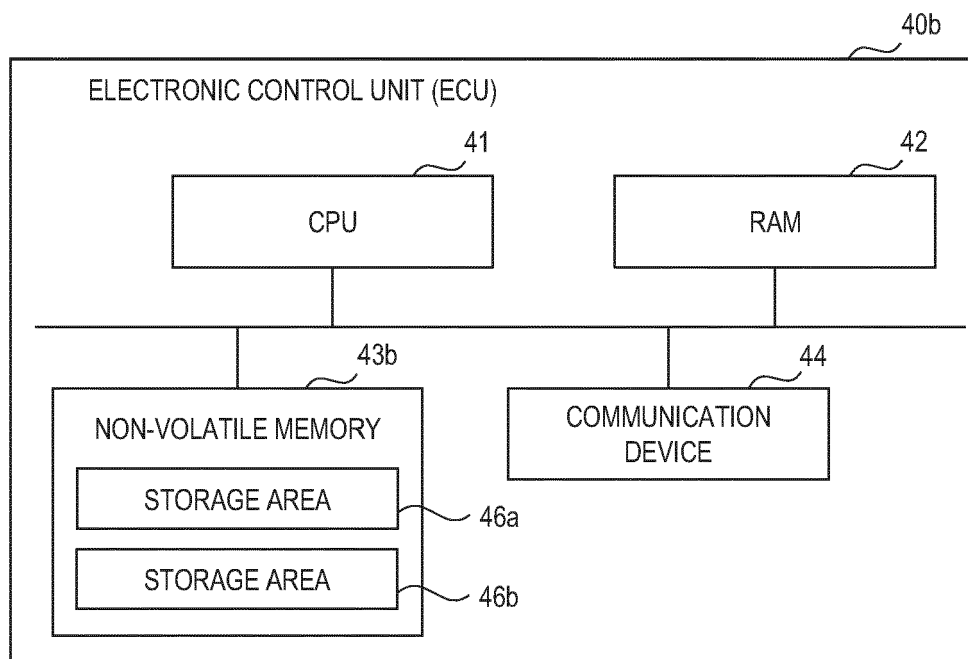 40b
ELECTRONIC CONTROL UNIT (ECU)
41
42
CPU
RAM
43b
44
NON-VOLATILE MEMORY
COMMUNICATION
DEVICE
STORAGE AREA
46a
STORAGE AREA
46b